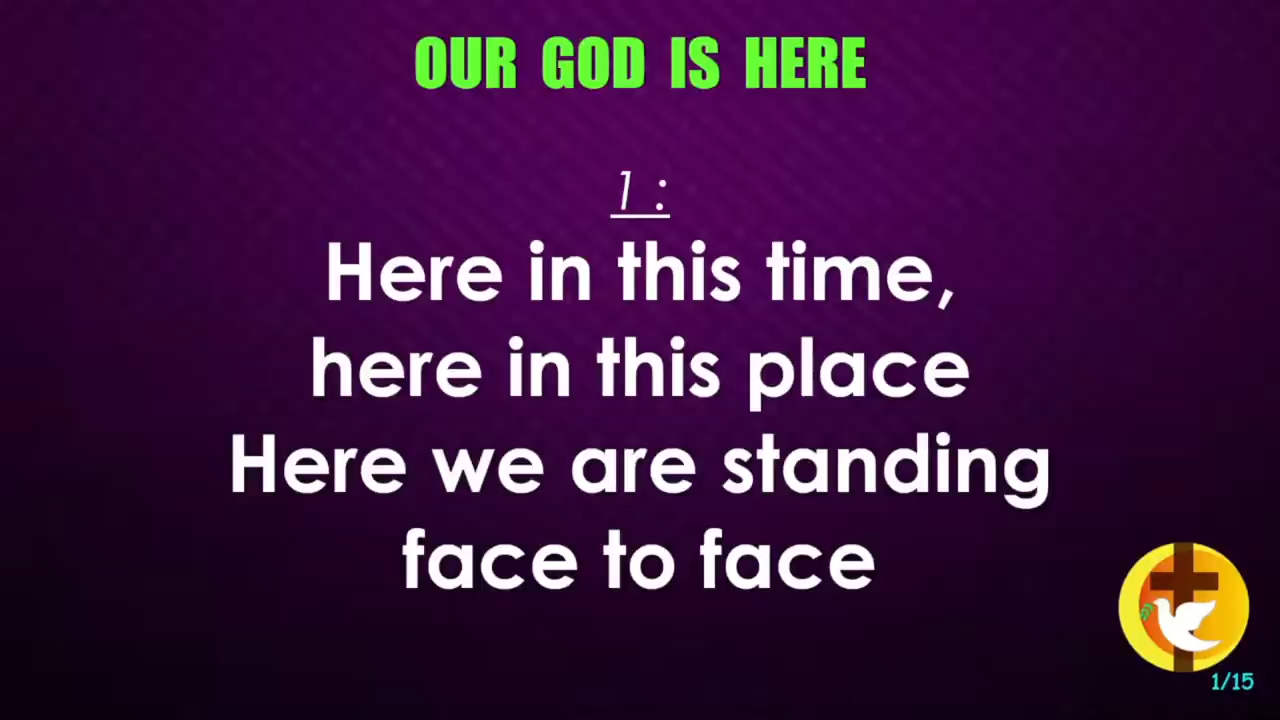 OUR GOD IS HERE
1 :
Here in this time,
here in this place
Here we are standing
face to face
1/15